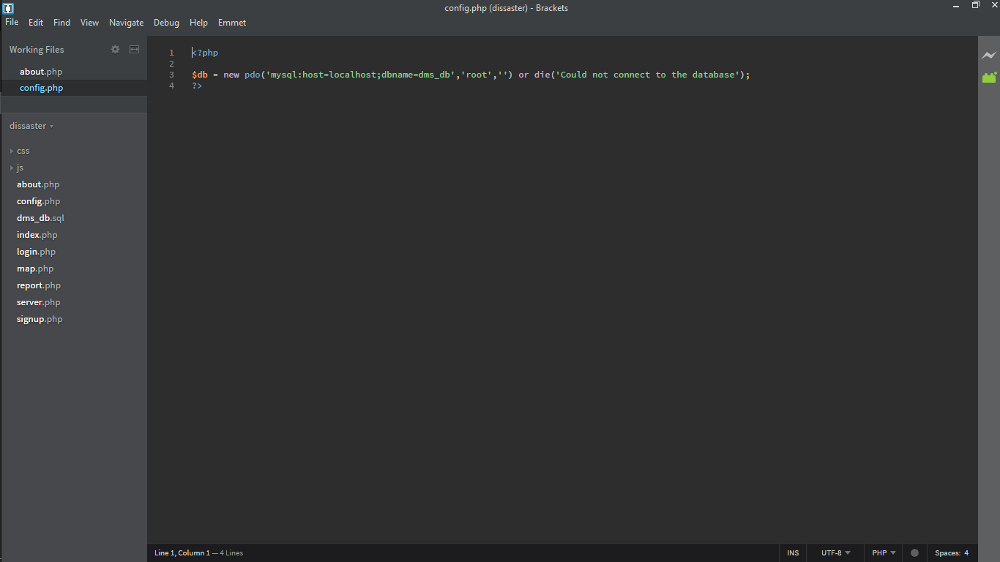 config.php (dissaster) - Brackets
File Edit Find View Navigate Debug Help Emmet
Working Files
about.php
config.php
dissaster
css
js
about.php
config.php
dms_db.sql
index.php
login.php
map.php
report.php
server.php
signup.php
1 <?php
2
3 $db = new pdo('mysql:host=localhost;dbname=dms_db','root','') or die('Could not connect to the database');
4 ?>
Line 1, Column 1 — 4 Lines
INS UTF-8 PHP Spaces: 4